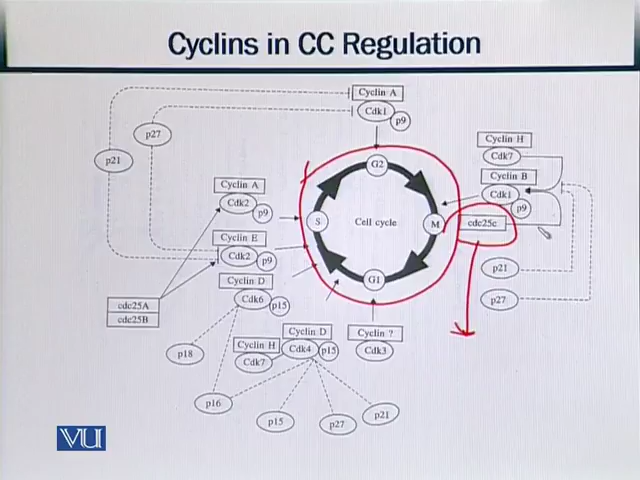 Cyclins in CC Regulation
Cyclin A
Cdk1
p9
p27
p21
Cyclin H
Cdk7
Cyclin B
Cdk1
p9
G2
Cyclin A
Cdk2
p9
S
Cell cycle
M
cdc25c
Cyclin E
Cdk2
p9
p21
Cyclin D
Cdk6
p15
G1
p27
cdc25A
cdc25B
Cyclin D
Cdk4
p15
Cyclin ?
Cdk3
Cyclin H
Cdk7
p18
p16
p15
p27
p21
VU